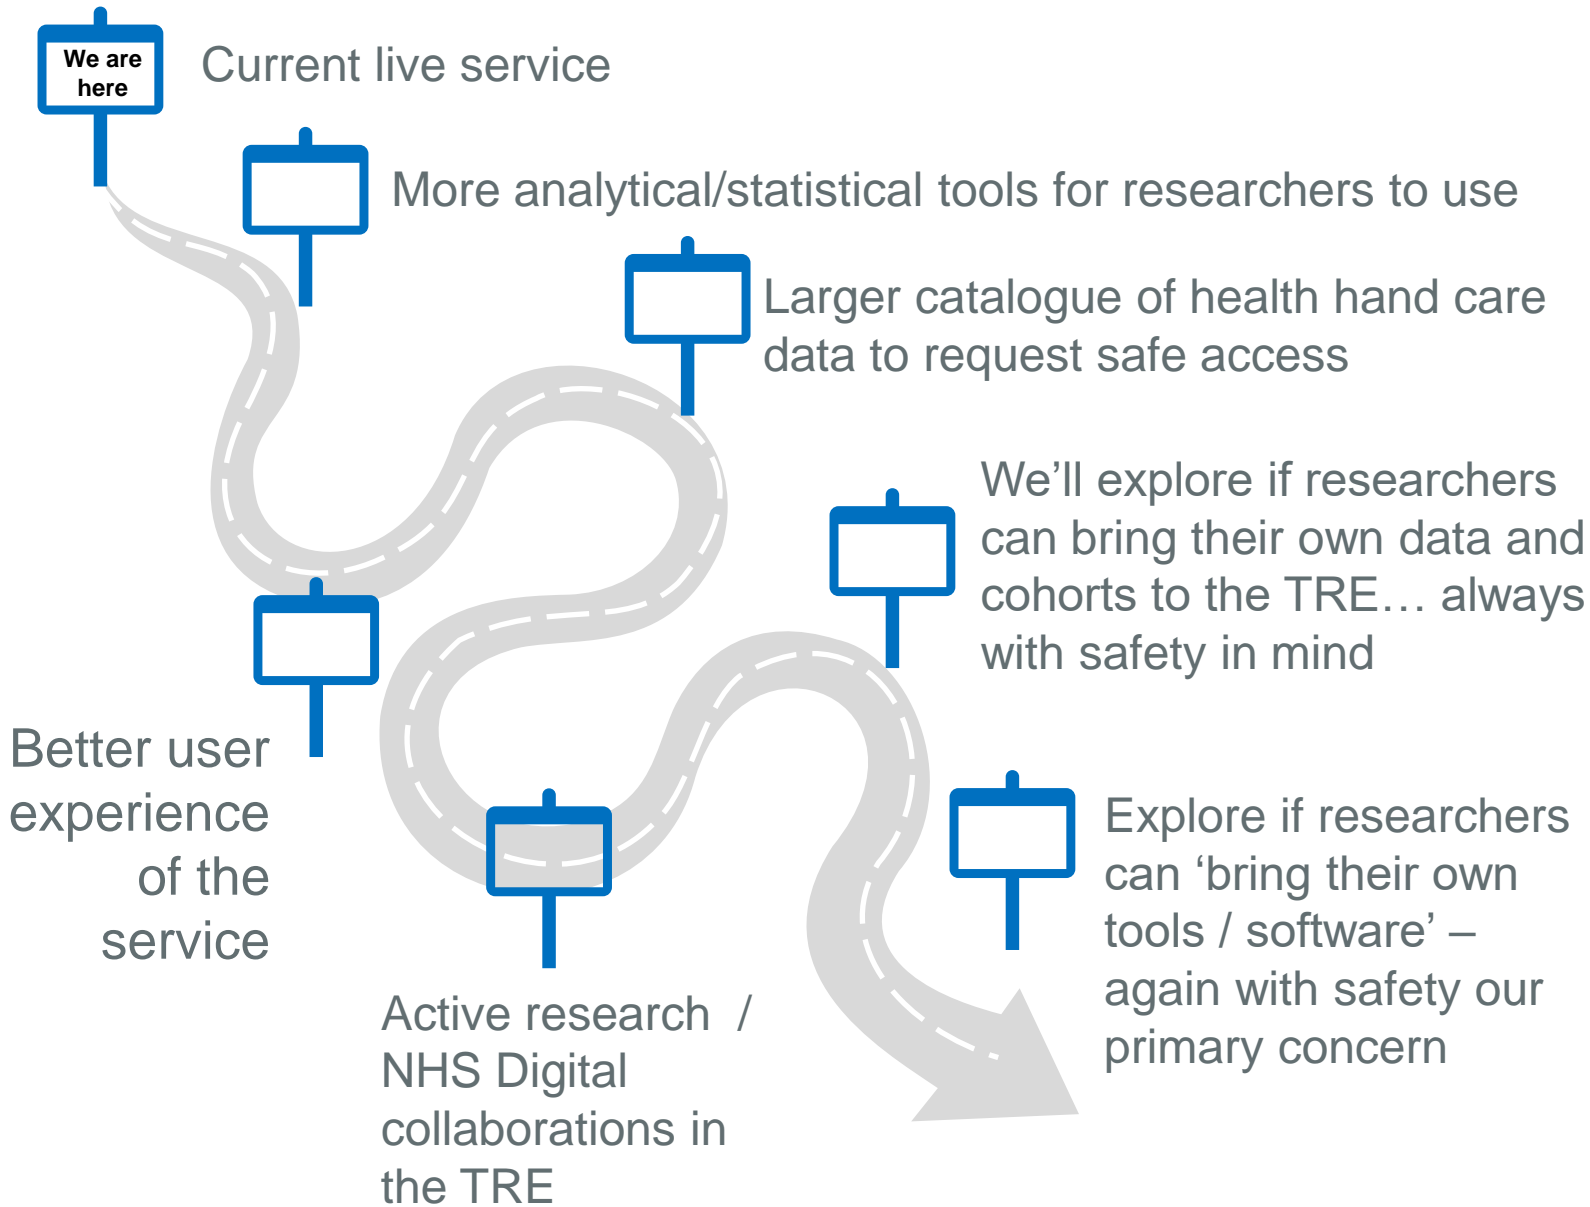 We are
here
Current live service
More analytical/statistical tools for researchers to use
Larger catalogue of health hand care
data to request safe access
We’ll explore if researchers
can bring their own data and
cohorts to the TRE… always
with safety in mind
Better user
experience
of the
service
Explore if researchers
can ‘bring their own
tools / software’ –
again with safety our
primary concern
Active research  /
NHS Digital
collaborations in
the TRE